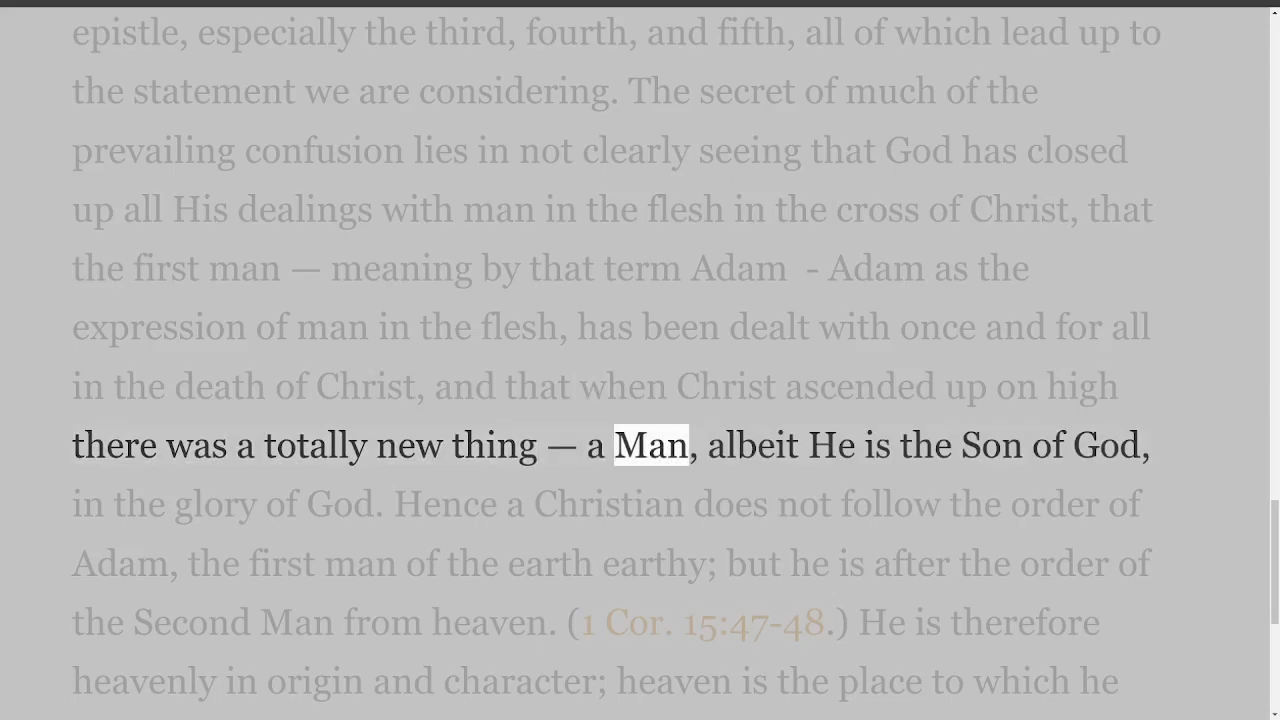 epistle, especially the third, fourth, and fifth, all of which lead up to
the statement we are considering. The secret of much of the
prevailing confusion lies in not clearly seeing that God has closed
up all His dealings with man in the flesh in the cross of Christ, that
the first man — meaning by that term Adam  - Adam as the
expression of man in the flesh, has been dealt with once and for all
in the death of Christ, and that when Christ ascended up on high
there was a totally new thing — a Man, albeit He is the Son of God,
in the glory of God. Hence a Christian does not follow the order of
Adam, the first man of the earth earthy; but he is after the order of
the Second Man from heaven. (1 Cor. 15:47-48.) He is therefore
heavenly in origin and character; heaven is the place to which he